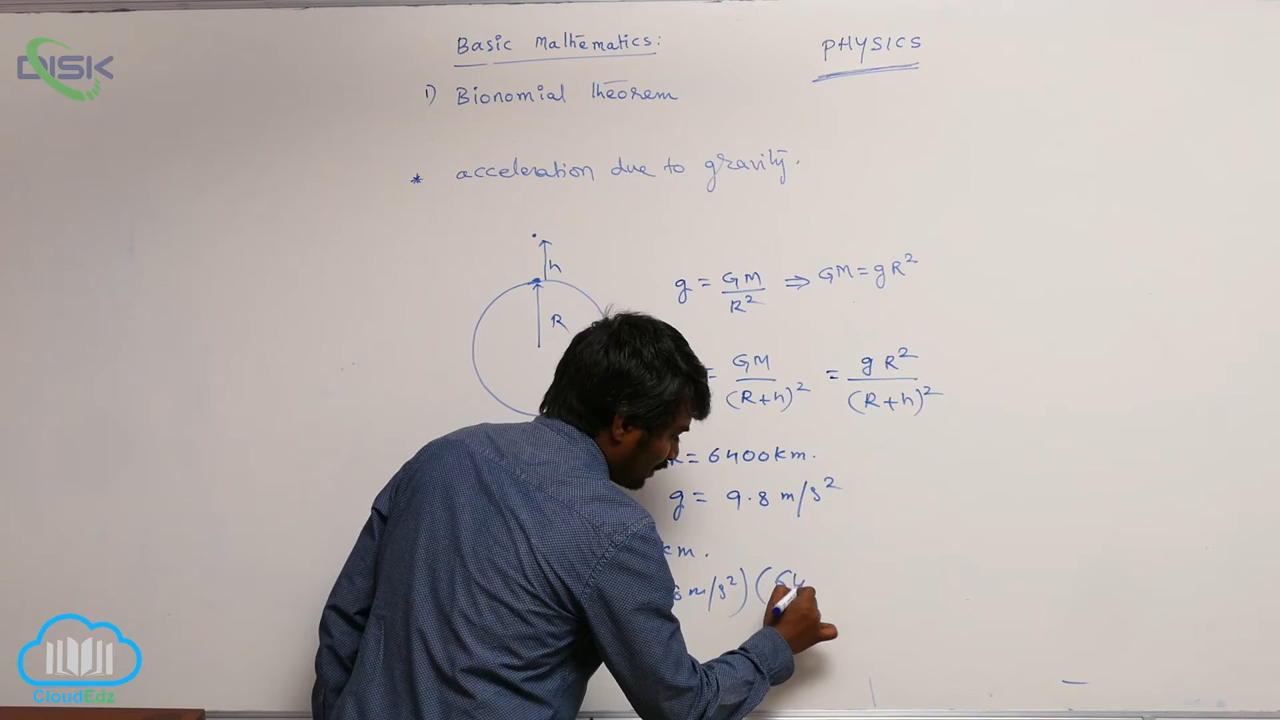 DISK
Basic Mathematics:
PHYSICS
1) Bionomial theorem
* acceleration due to gravity.
h
R
g = GM/R² ⇒ GM = gR²
= GM/(R+h)² = gR²/(R+h)²
= 6400 km.
g = 9.8 m/s²
km.
m/s²) (64
CloudEdz